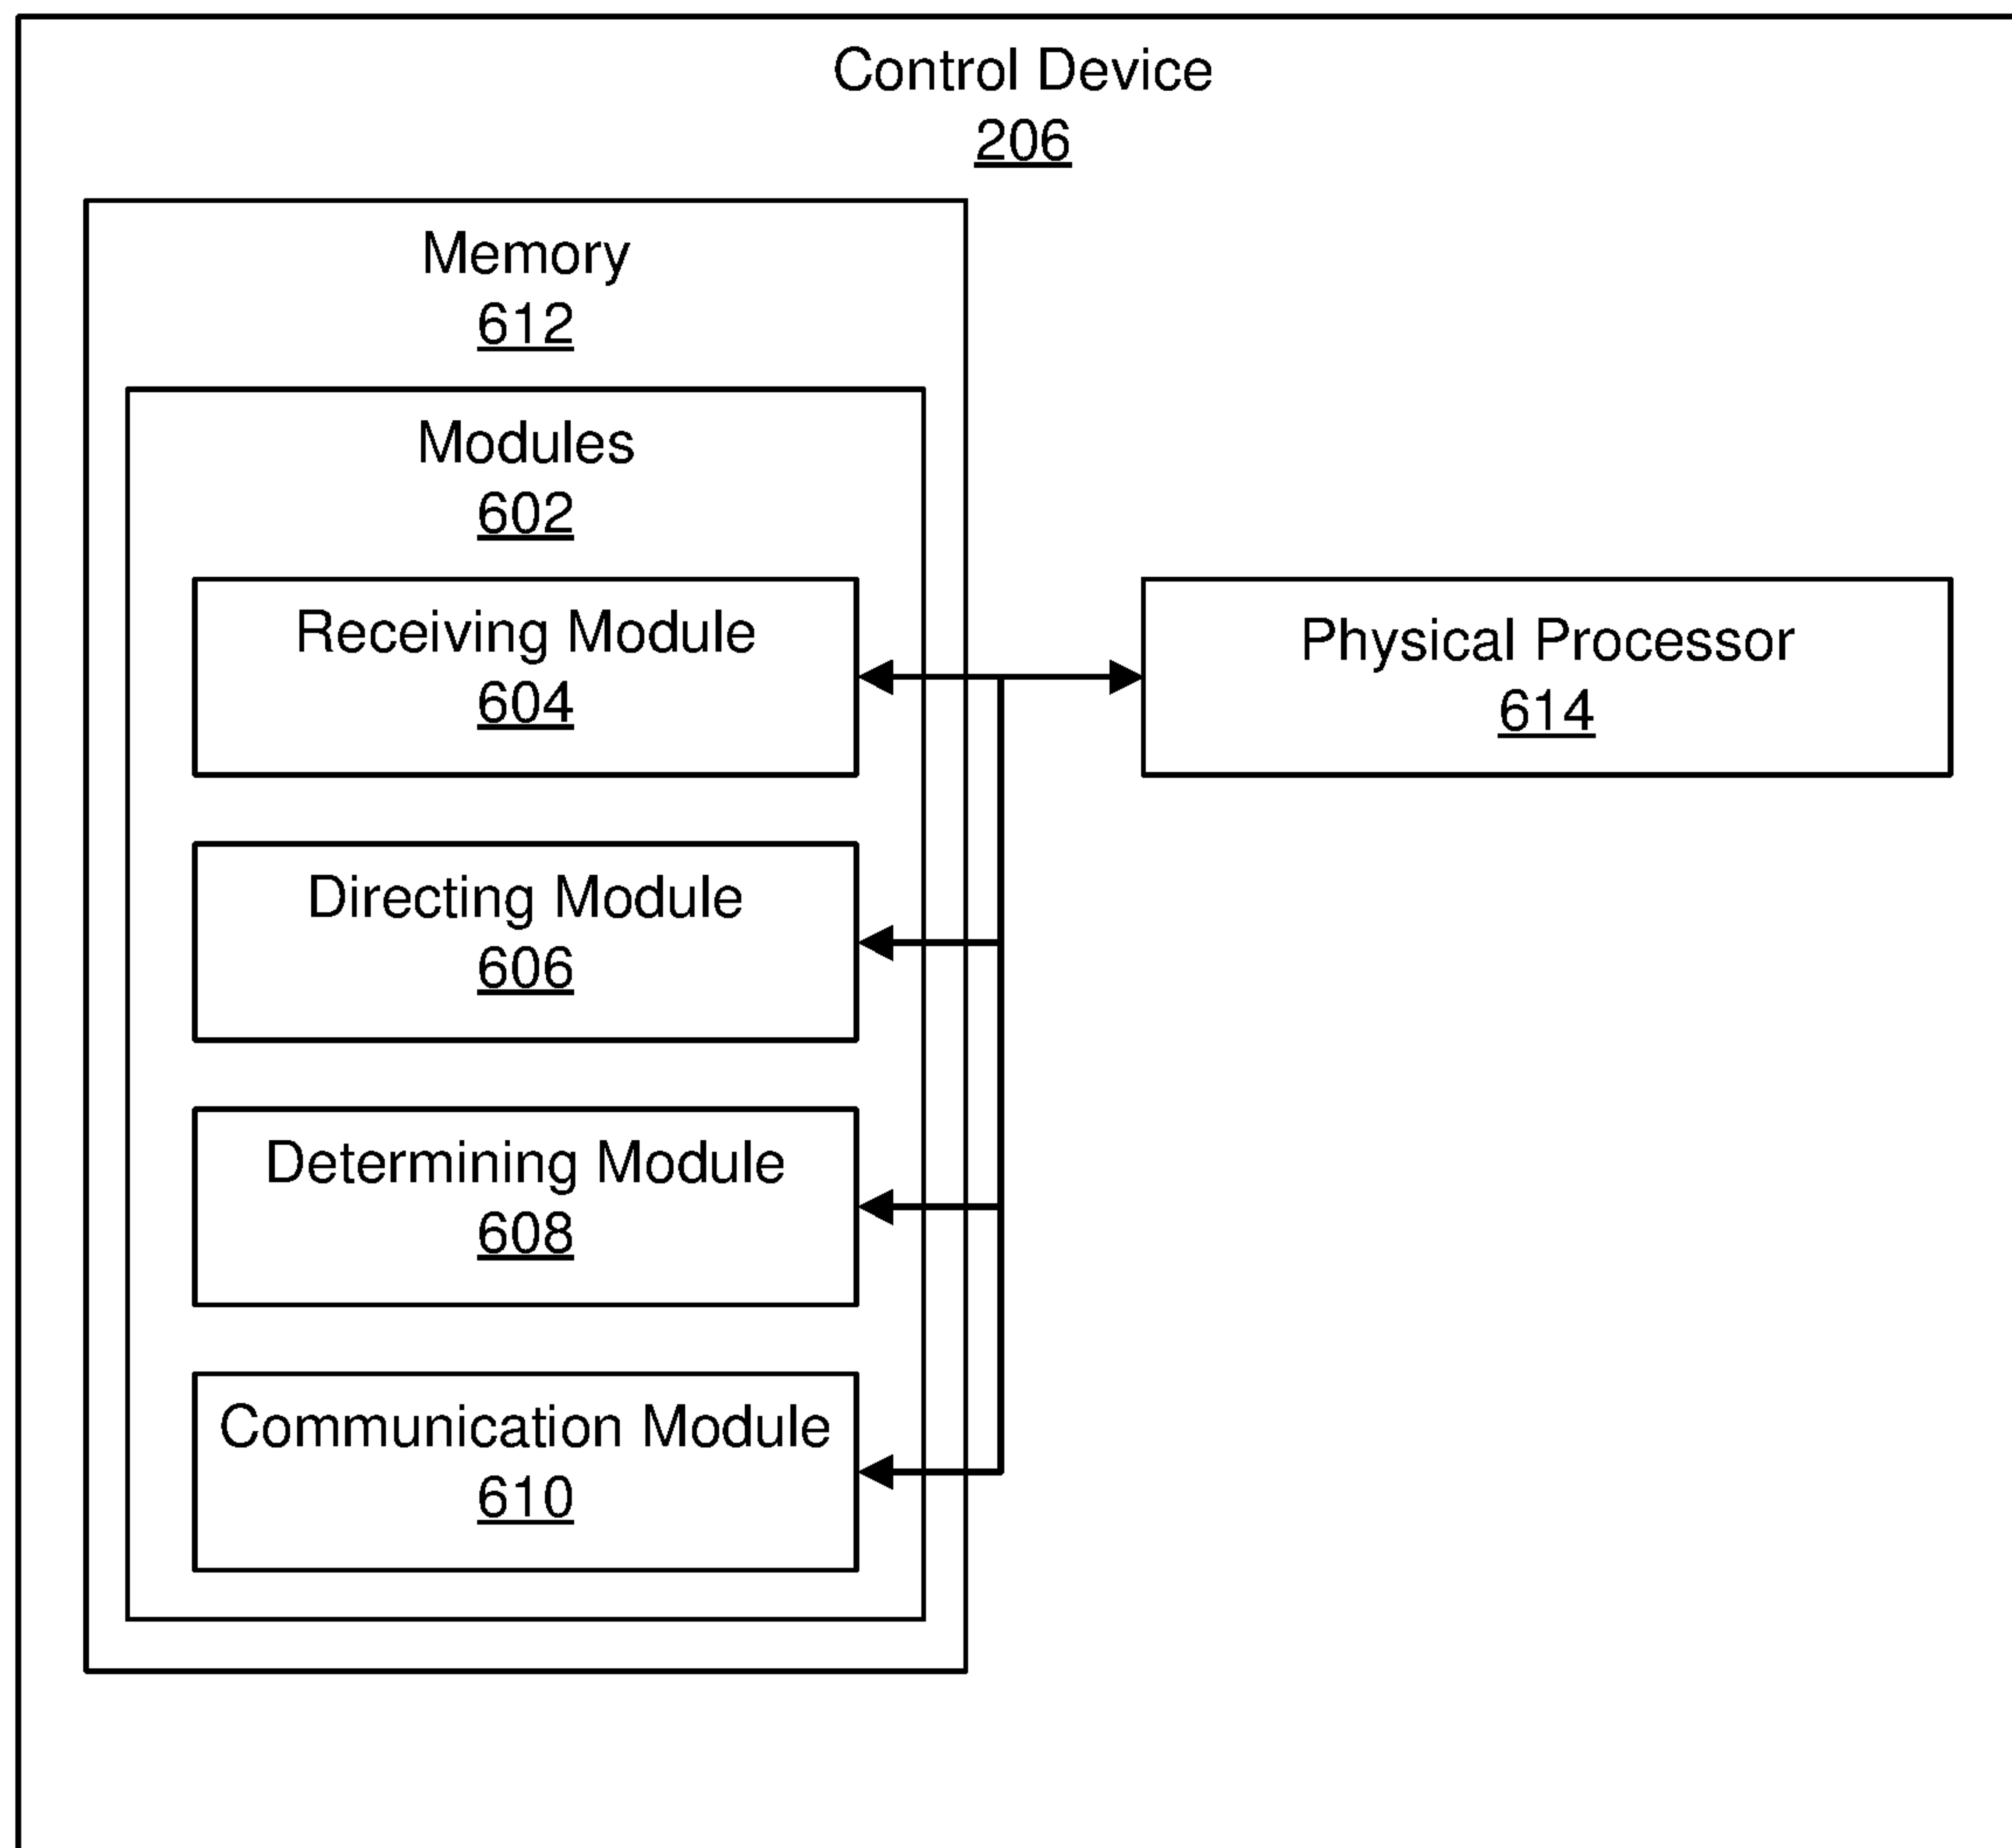 Control Device
206
Memory
612
Modules
602
Receiving Module
604
Physical Processor
614
Directing Module
606
Determining Module
608
Communication Module
610